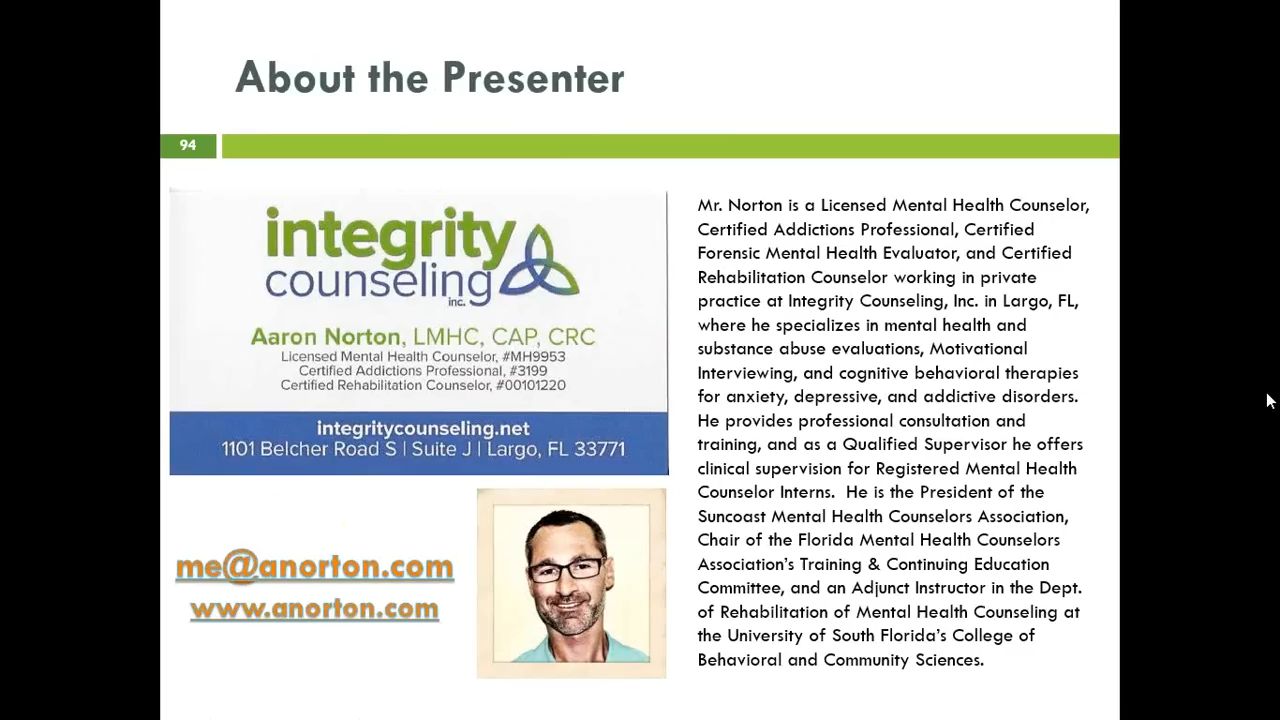 About the Presenter
94
integrity
counseling
inc.
Aaron Norton, LMHC, CAP, CRC
Licensed Mental Health Counselor, #MH9953
Certified Addictions Professional, #3199
Certified Rehabilitation Counselor, #00101220
integritycounseling.net
1101 Belcher Road S | Suite J | Largo, FL 33771
me@anorton.com
www.anorton.com
Mr. Norton is a Licensed Mental Health Counselor,
Certified Addictions Professional, Certified
Forensic Mental Health Evaluator, and Certified
Rehabilitation Counselor working in private
practice at Integrity Counseling, Inc. in Largo, FL,
where he specializes in mental health and
substance abuse evaluations, Motivational
Interviewing, and cognitive behavioral therapies
for anxiety, depressive, and addictive disorders.
He provides professional consultation and
training, and as a Qualified Supervisor he offers
clinical supervision for Registered Mental Health
Counselor Interns.  He is the President of the
Suncoast Mental Health Counselors Association,
Chair of the Florida Mental Health Counselors
Association's Training & Continuing Education
Committee, and an Adjunct Instructor in the Dept.
of Rehabilitation of Mental Health Counseling at
the University of South Florida's College of
Behavioral and Community Sciences.